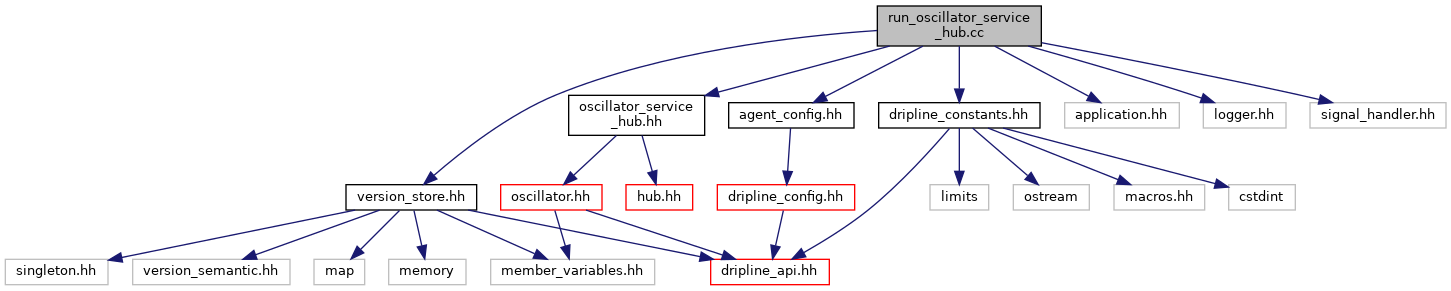 run_oscillator_service
_hub.cc
oscillator_service
_hub.hh
agent_config.hh
dripline_constants.hh
application.hh
logger.hh
signal_handler.hh
version_store.hh
oscillator.hh
hub.hh
dripline_config.hh
limits
ostream
macros.hh
cstdint
singleton.hh
version_semantic.hh
map
memory
member_variables.hh
dripline_api.hh